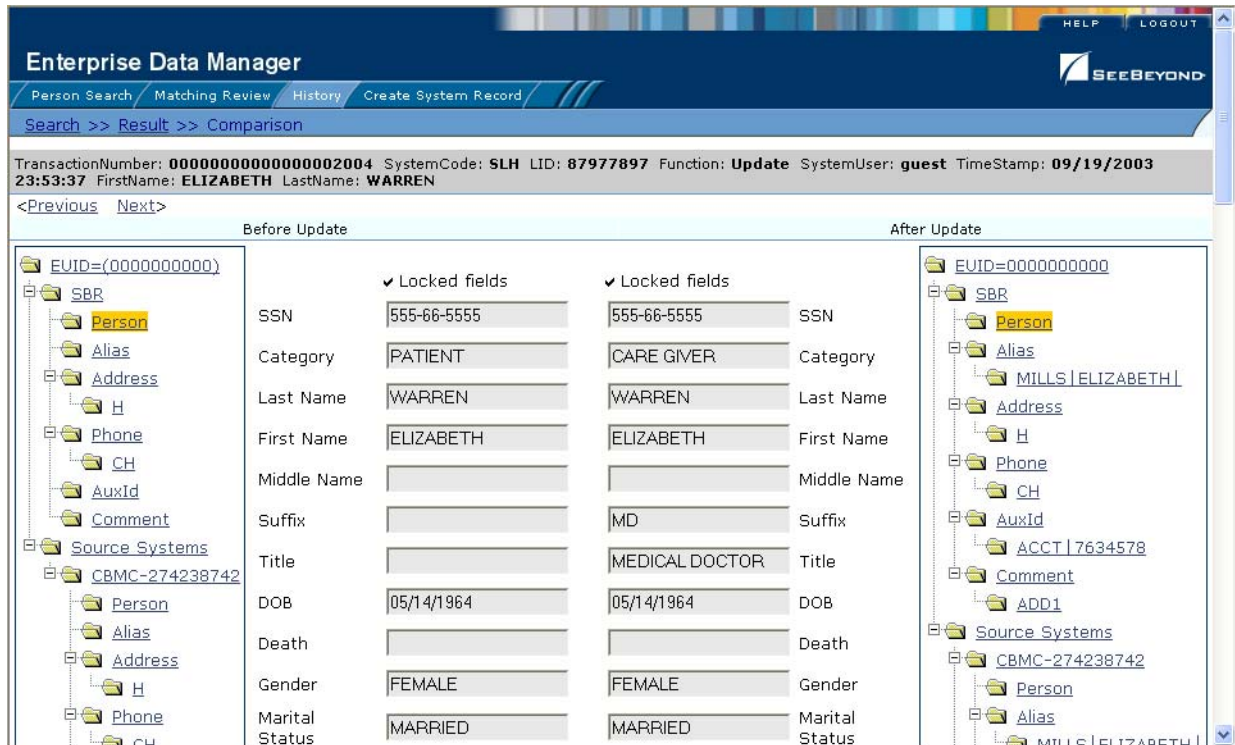 HELP LOGOUT
Enterprise Data Manager
SEEBEYOND
Person Search Matching Review History Create System Record
Search >> Result >> Comparison
TransactionNumber: 00000000000000002004 SystemCode: SLH LID: 87977897 Function: Update SystemUser: guest TimeStamp: 09/19/2003
23:53:37 FirstName: ELIZABETH LastName: WARREN
<Previous Next>
Before Update After Update
EUID=(0000000000)
SBR
Person
Alias
Address
H
Phone
CH
AuxId
Comment
Source Systems
CBMC-274238742
Person
Alias
Address
H
Phone
CH
✔ Locked fields ✔ Locked fields
SSN 555-66-5555 555-66-5555 SSN
Category PATIENT CARE GIVER Category
Last Name WARREN WARREN Last Name
First Name ELIZABETH ELIZABETH First Name
Middle Name Middle Name
Suffix MD Suffix
Title MEDICAL DOCTOR Title
DOB 05/14/1964 05/14/1964 DOB
Death Death
Gender FEMALE FEMALE Gender
Marital Status MARRIED MARRIED Marital Status
EUID=0000000000
SBR
Person
Alias
MILLS|ELIZABETH|
Address
H
Phone
CH
AuxId
ACCT|7634578
Comment
ADD1
Source Systems
CBMC-274238742
Person
Alias
MILLS|ELIZABETH|